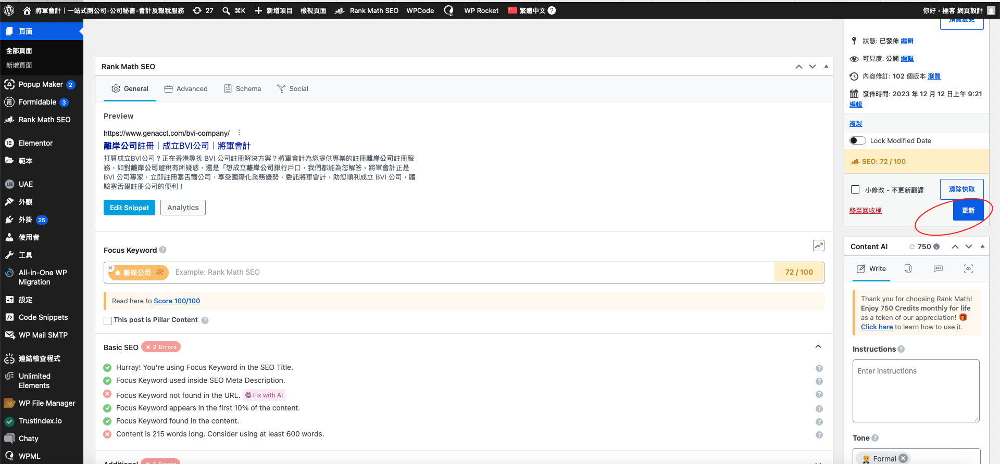 將軍會計｜一站式開公司-公司秘書-會計及報稅服務 27 ⌘K 新增項目 檢視頁面 Rank Math SEO WPCode WP Rocket 繁體中文 ? 你好，極客 網頁設計
頁面
全部頁面
新增頁面
Popup Maker 2
Formidable 3
Rank Math SEO
Elementor
範本
UAE
外觀
外掛 25
使用者
工具
All-in-One WP
Migration
設定
Code Snippets
WP Mail SMTP
連結檢查程式
Unlimited
Elements
WP File Manager
Trustindex.io
Chaty
WPML
Rank Math SEO
General Advanced Schema Social
Preview
https://www.genacct.com/bvi-company/
離岸公司註冊｜成立BVI公司｜將軍會計
打算成立BVI公司？正在香港尋找 BVI 公司註冊解決方案？將軍會計為您提供專業的註冊離岸公司註冊服
務，如對離岸公司避稅有所疑惑，還是「想成立離岸公司銀行戶口，我們都能為您解答。將軍會計正是
BVI 公司專家，立即註冊塞舌爾公司，享受國際化業務優勢，委託將軍會計，助您順利成立 BVI 公司，體
驗塞舌爾註冊公司的便利！
Edit Snippet Analytics
Focus Keyword ?
離岸公司 Example: Rank Math SEO 72 / 100
Read here to Score 100/100
This post is Pillar Content ?
Basic SEO × 2 Errors
Hurray! You're using Focus Keyword in the SEO Title. ?
Focus Keyword used inside SEO Meta Description. ?
Focus Keyword not found in the URL. Fix with AI ?
Focus Keyword appears in the first 10% of the content. ?
Focus Keyword found in the content. ?
Content is 215 words long. Consider using at least 600 words. ?
Additional × 4 Errors
預覽變更
狀態: 已發佈 編輯
可見度: 公開 編輯
內容修訂: 102 個版本 瀏覽
發佈時間: 2023 年 12 月 12 日上午 9:21
編輯
複製
Lock Modified Date
SEO: 72 / 100
小修改 - 不更新翻譯 清除快取
移至回收桶 更新
Content AI 750
Write
Thank you for choosing Rank Math!
Enjoy 750 Credits monthly for life
as a token of our appreciation!
Click here to learn how to use it.
Instructions ?
Enter instructions
Tone ?
Formal